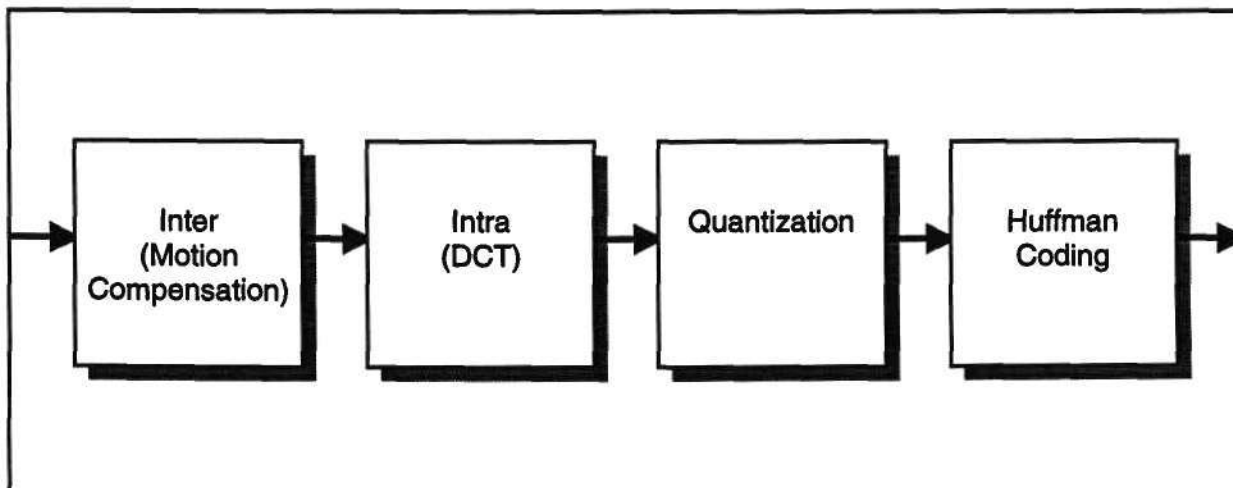 Inter
(Motion
Compensation)
Intra
(DCT)
Quantization
Huffman
Coding